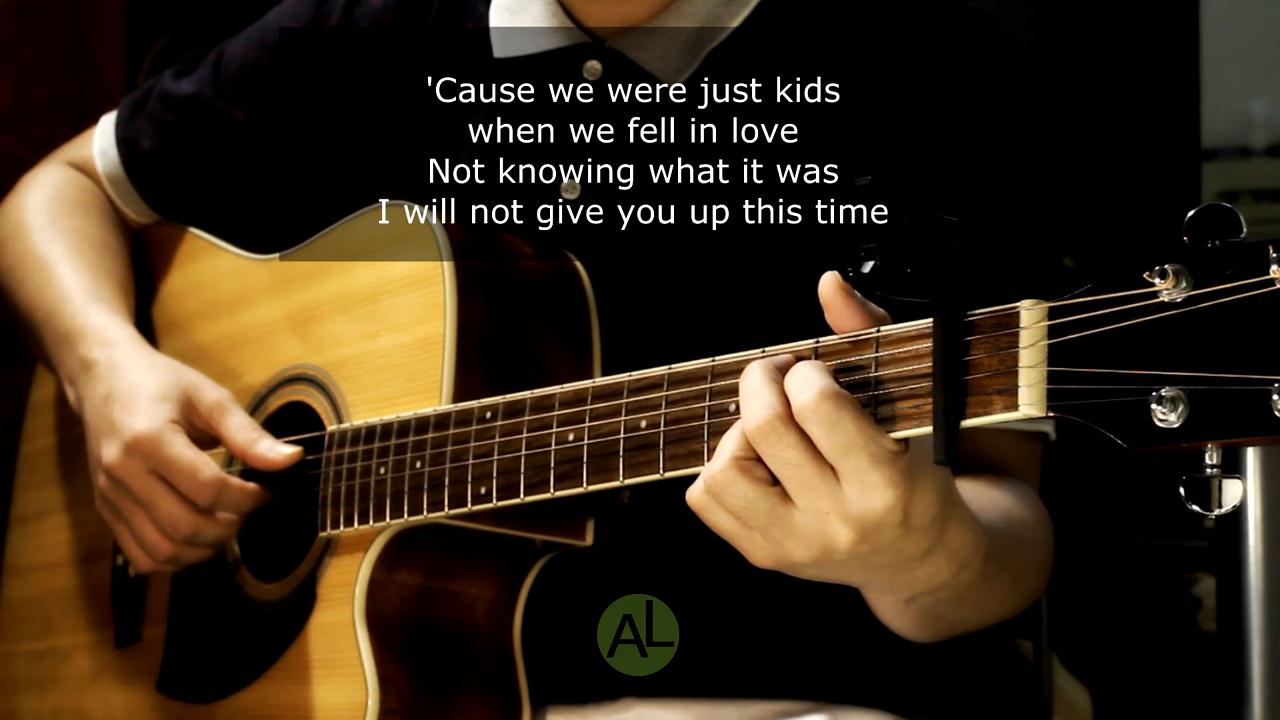 'Cause we were just kids
when we fell in love
Not knowing what it was
I will not give you up this time
AL